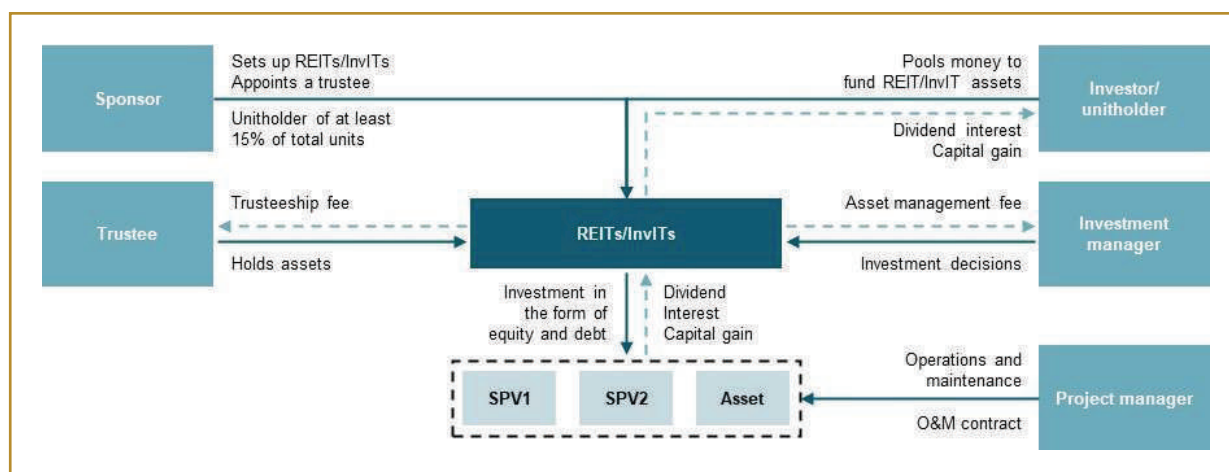 Sponsor
Sets up REITs/InvITs
Appoints a trustee
Unitholder of at least
15% of total units
Pools money to
fund REIT/InvIT assets
Dividend interest
Capital gain
Investor/
unitholder
Trustee
Trusteeship fee
Holds assets
REITs/InvITs
Asset management fee
Investment decisions
Investment
manager
Investment in
the form of
equity and debt
Dividend
Interest
Capital gain
SPV1
SPV2
Asset
Operations and
maintenance
O&M contract
Project manager